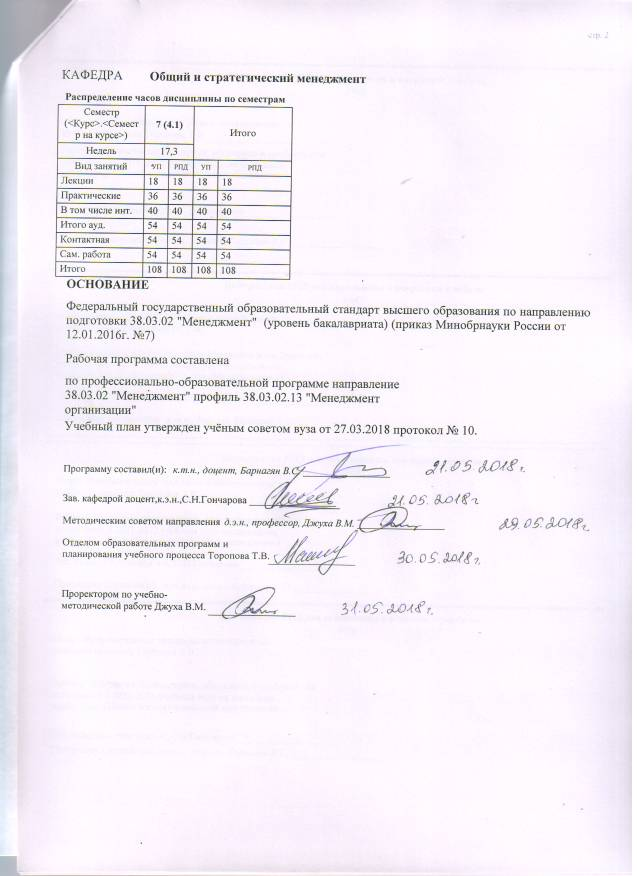 стр. 2
КАФЕДРА Общий и стратегический менеджмент
Распределение часов дисциплины по семестрам
Семестр (<Курс>.<Семестр на курсе>) 7 (4.1) Итого
Недель 17,3
Вид занятий УП РПД УП РПД
Лекции 18 18 18 18
Практические 36 36 36 36
В том числе инт. 40 40 40 40
Итого ауд. 54 54 54 54
Контактная 54 54 54 54
Сам. работа 54 54 54 54
Итого 108 108 108 108
ОСНОВАНИЕ
Федеральный государственный образовательный стандарт высшего образования по направлению
подготовки 38.03.02 "Менеджмент" (уровень бакалавриата) (приказ Минобрнауки России от
12.01.2016г. №7)
Рабочая программа составлена
по профессионально-образовательной программе направление
38.03.02 "Менеджмент" профиль 38.03.02.13 "Менеджмент
организации"
Учебный план утвержден учёным советом вуза от 27.03.2018 протокол № 10.
Программу составил(и): к.т.н., доцент, Барнагян В.С. 21.05.2018г.
Зав. кафедрой доцент,к.э.н.,С.Н.Гончарова 21.05.2018г
Методическим советом направления д.э.н., профессор, Джуха В.М. 29.05.2018г.
Отделом образовательных программ и
планирования учебного процесса Торопова Т.В. 30.05.2018г.
Проректором по учебно-
методической работе Джуха В.М. 31.05.2018г.